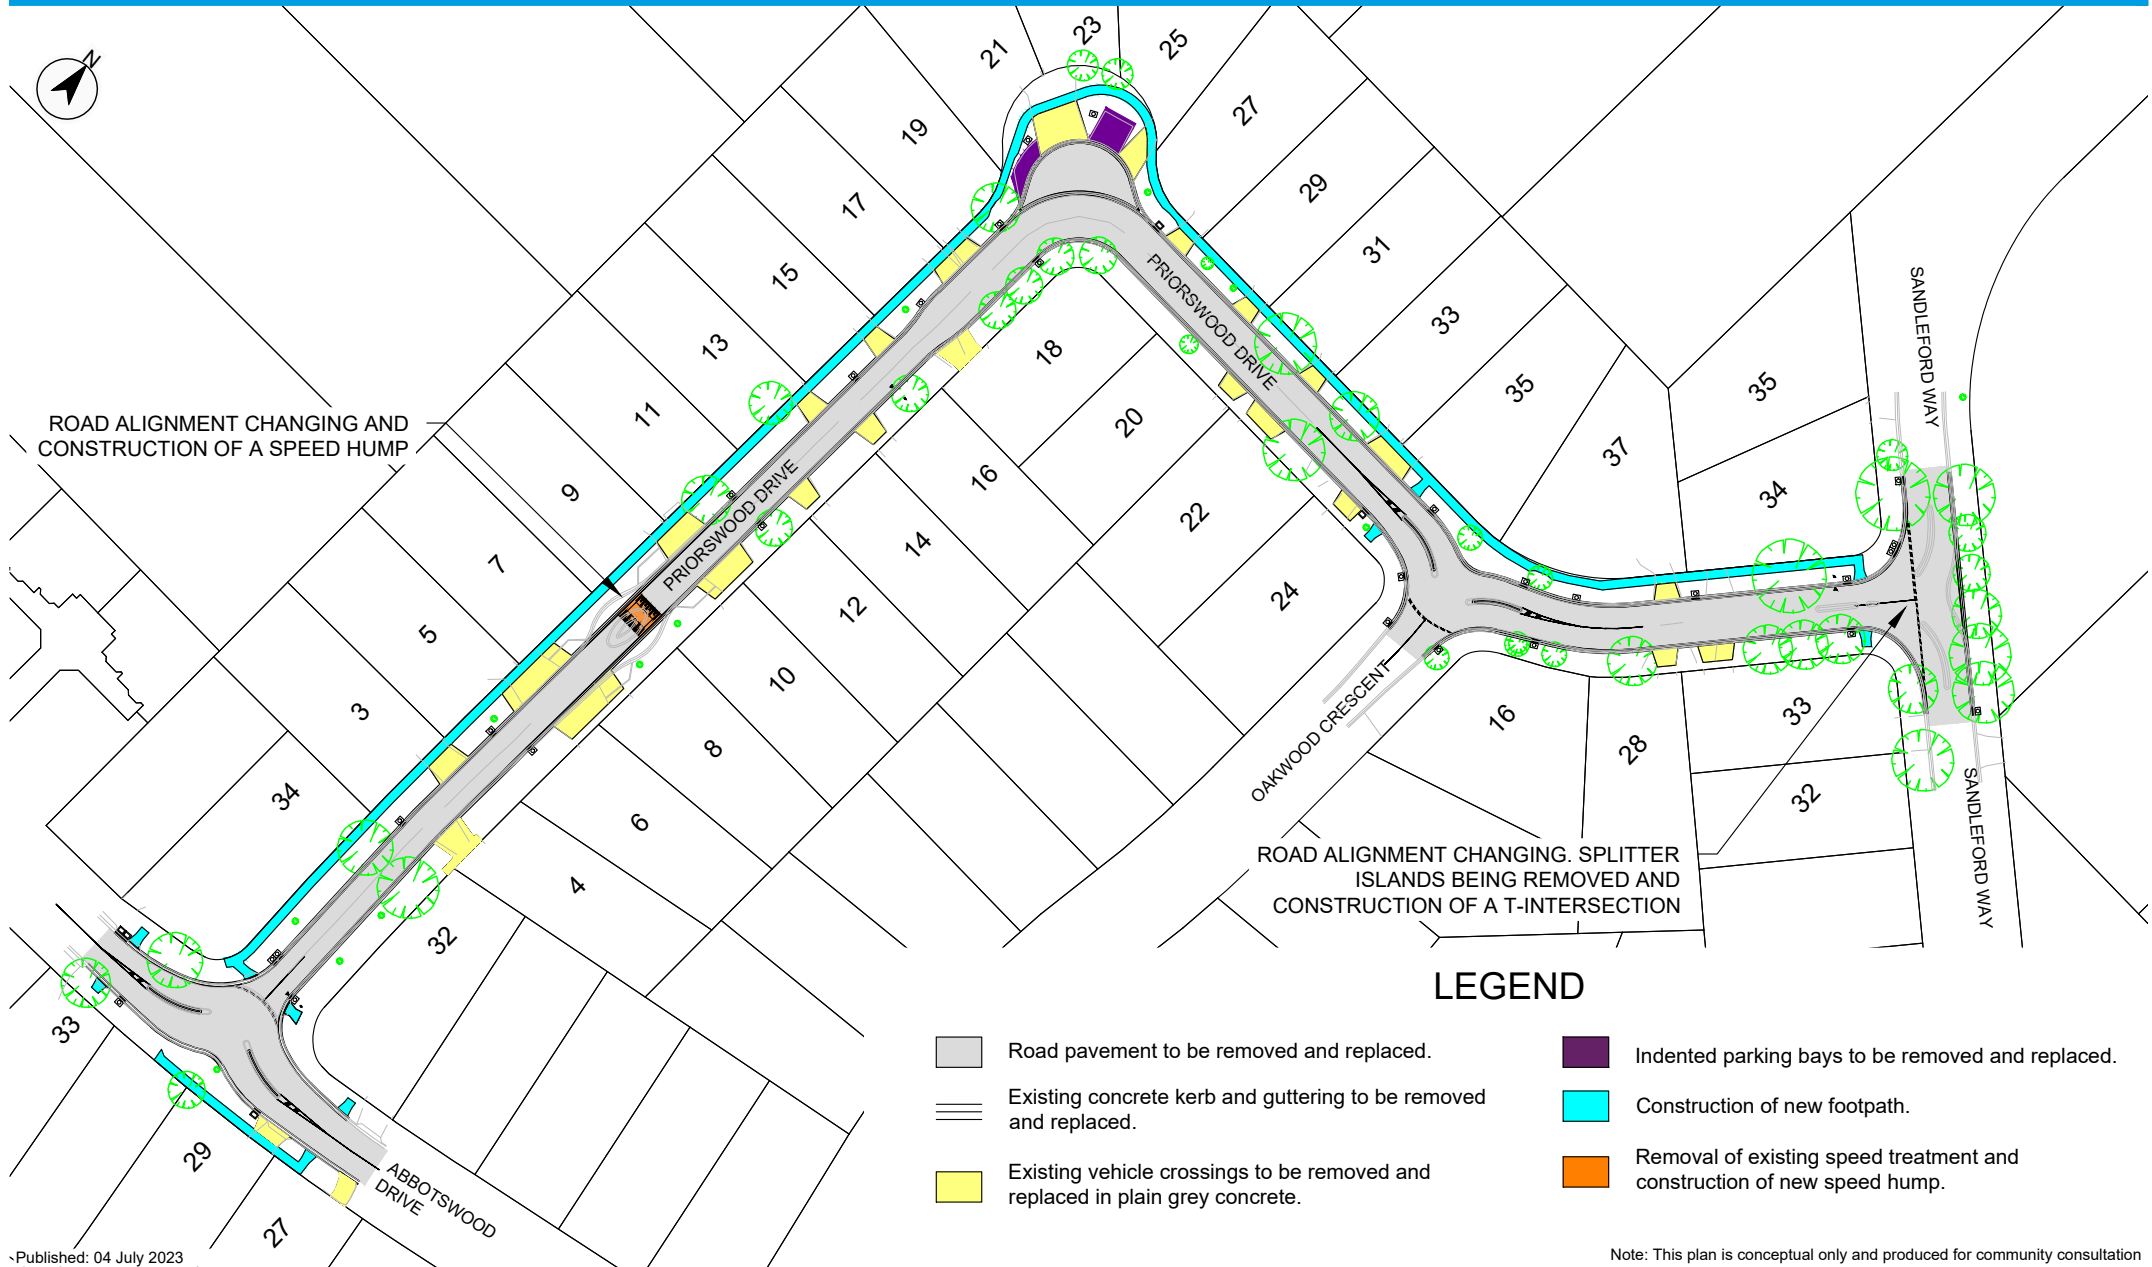 N
21
23
25
19
27
17
29
15
31
13
33
11
35
9
37
7
35
5
34
3
34
18
20
16
22
14
24
12
10
8
6
4
32
16
28
33
32
33
29
27
PRIORSWOOD DRIVE
PRIORSWOOD DRIVE
SANDLEFORD WAY
SANDLEFORD WAY
OAKWOOD CRESCENT
ABBOTSWOOD
DRIVE
ROAD ALIGNMENT CHANGING AND
CONSTRUCTION OF A SPEED HUMP
ROAD ALIGNMENT CHANGING. SPLITTER
ISLANDS BEING REMOVED AND
CONSTRUCTION OF A T-INTERSECTION
LEGEND
Road pavement to be removed and replaced.
Existing concrete kerb and guttering to be removed
and replaced.
Existing vehicle crossings to be removed and
replaced in plain grey concrete.
Indented parking bays to be removed and replaced.
Construction of new footpath.
Removal of existing speed treatment and
construction of new speed hump.
Published: 04 July 2023
Note: This plan is conceptual only and produced for community consultation